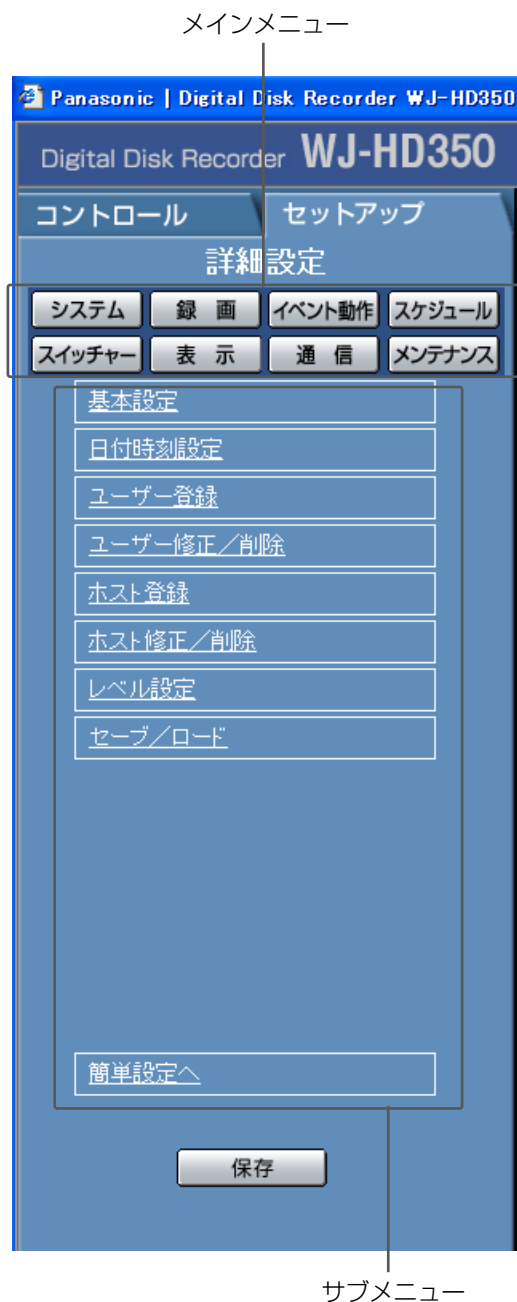 メインメニュー
Panasonic | Digital Disk Recorder WJ-HD350
Digital Disk Recorder WJ-HD350
コントロール セットアップ
詳細設定
システム 録 画 イベント動作 スケジュール
スイッチャー 表 示 通 信 メンテナンス
基本設定
日付時刻設定
ユーザー登録
ユーザー修正／削除
ホスト登録
ホスト修正／削除
レベル設定
セーブ／ロード
簡単設定へ
保存
サブメニュー